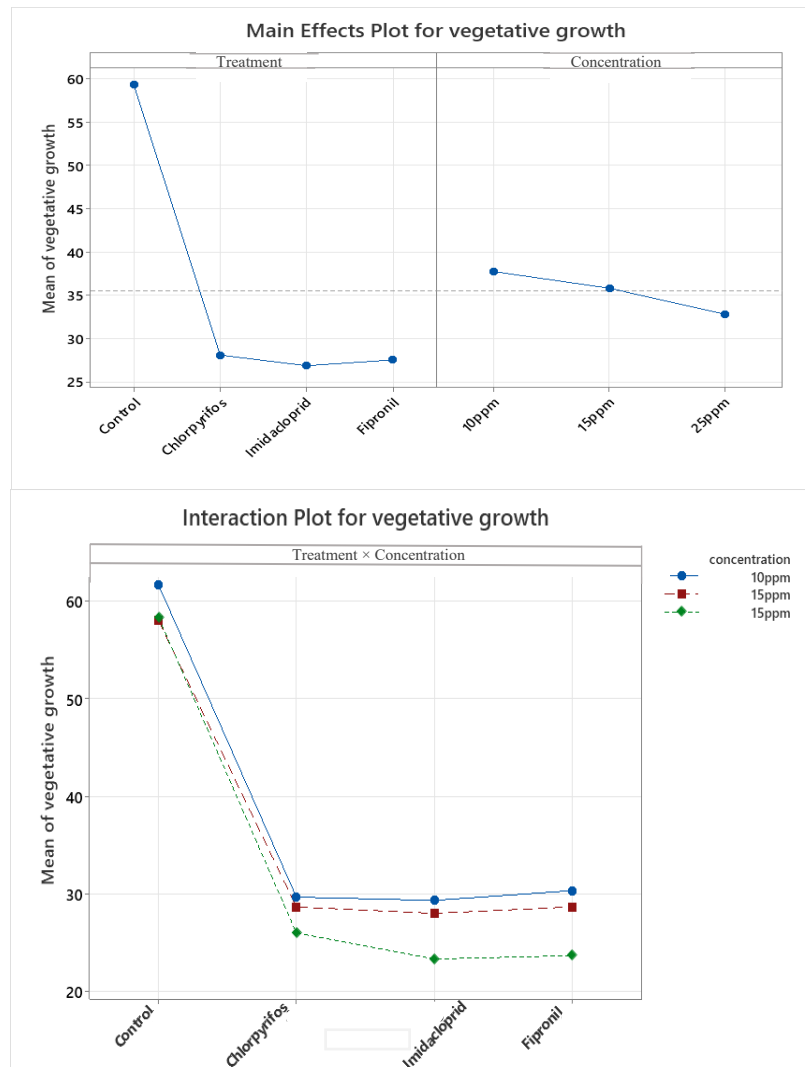 Main Effects Plot for vegetative growth
Treatment
Concentration
Mean of vegetative growth
60
55
50
45
40
35
30
25
Control
Chlorpyrifos
Imidacloprid
Fipronil
10ppm
15ppm
25ppm
Interaction Plot for vegetative growth
Treatment × Concentration
concentration
10ppm
15ppm
15ppm
Mean of vegetative growth
60
50
40
30
20
Control
Chlorpyrifos
Imidacloprid
Fipronil